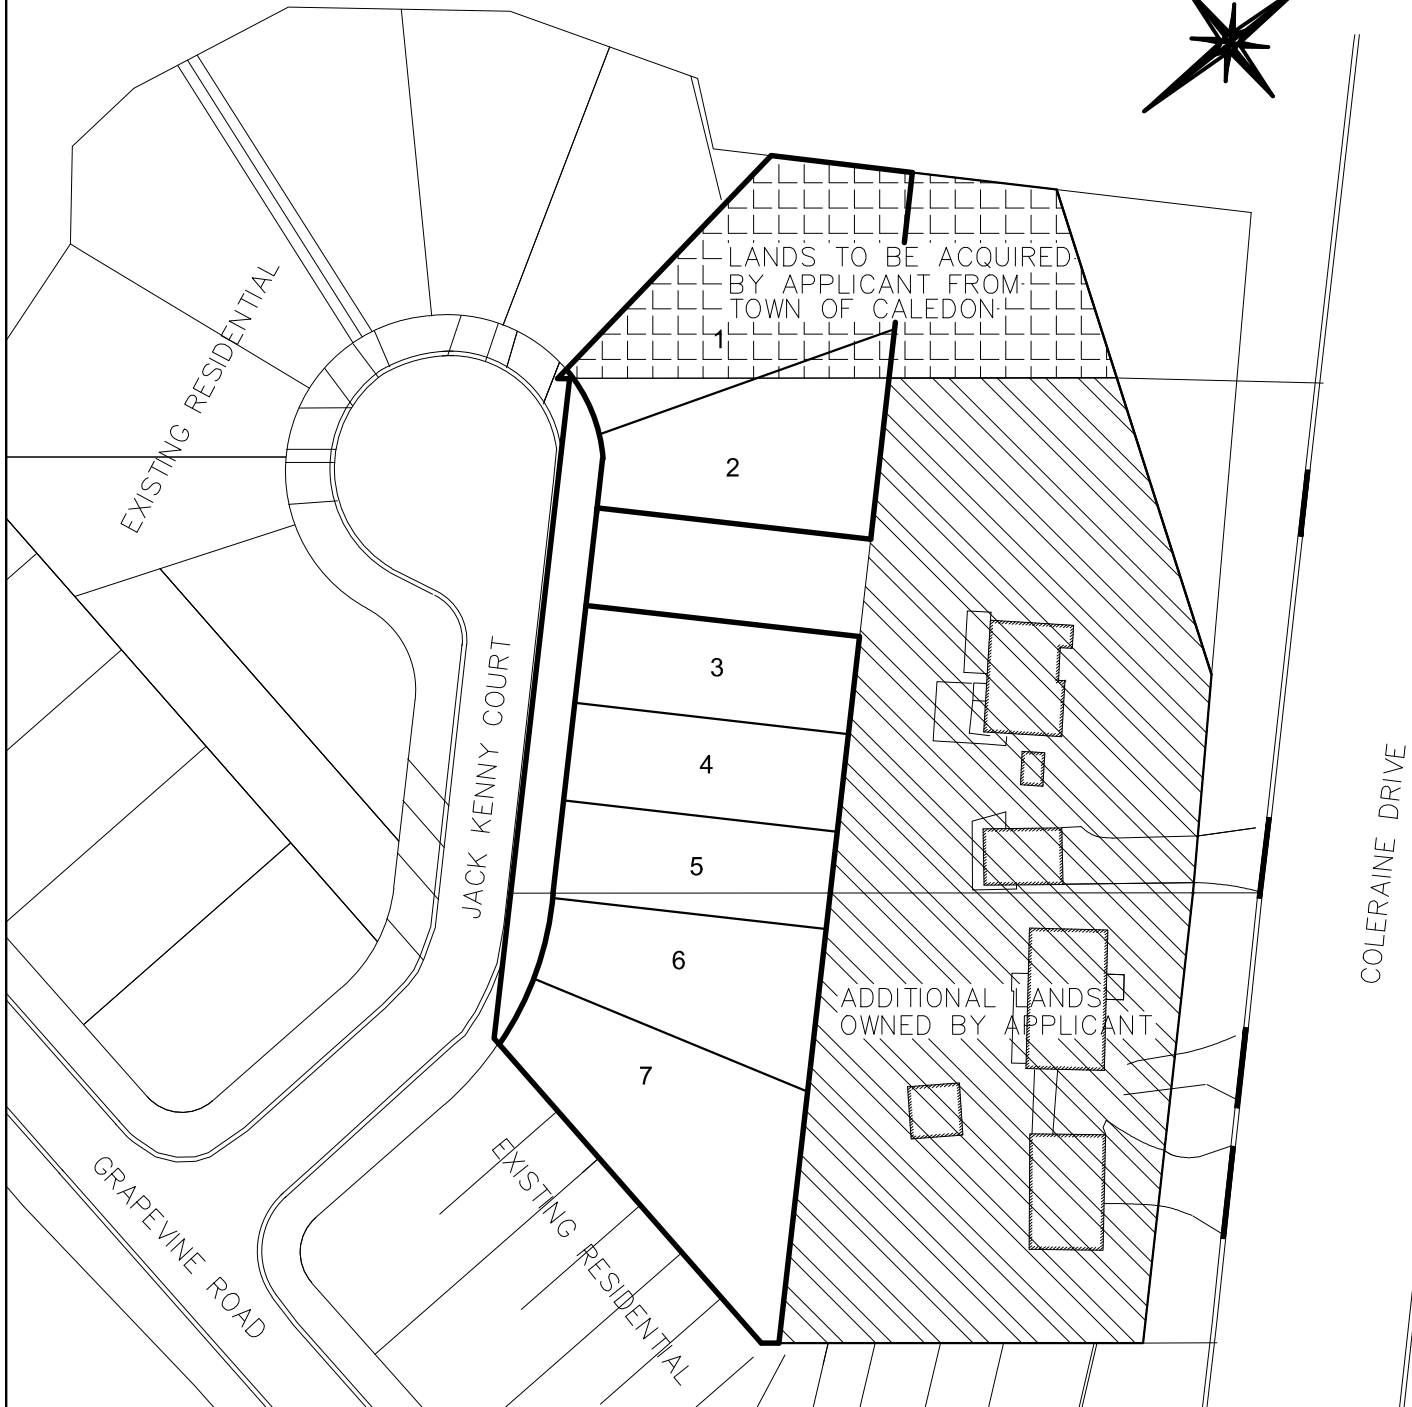 LANDS TO BE ACQUIRED
BY APPLICANT FROM
TOWN OF CALEDON
1
EXISTING RESIDENTIAL
2
3
JACK KENNY COURT
4
COLERAINE DRIVE
5
6
ADDITIONAL LANDS
OWNED BY APPLICANT
7
EXISTING RESIDENTIAL
GRAPEVINE ROAD